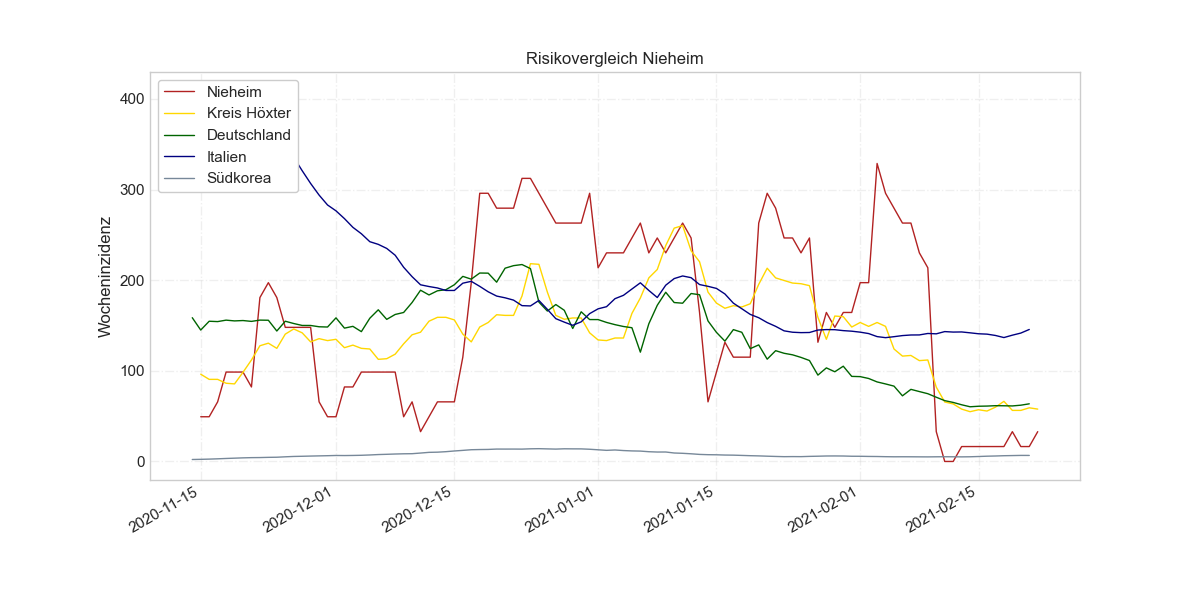 Risikovergleich Nieheim
Nieheim
Kreis Höxter
Deutschland
Italien
Südkorea
Wocheninzidenz
400
300
200
100
0
2020-11-15
2020-12-01
2020-12-15
2021-01-01
2021-01-15
2021-02-01
2021-02-15